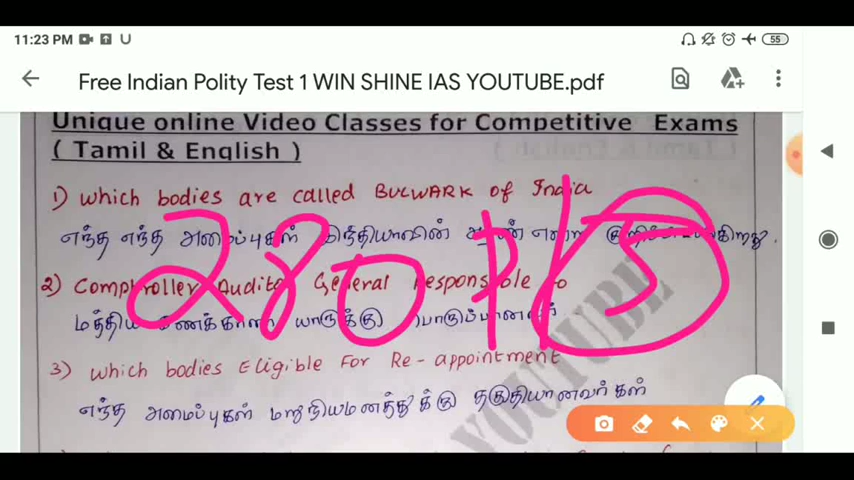 11:23 PM U 55
Free Indian Polity Test 1 WIN SHINE IAS YOUTUBE.pdf
Unique online Video Classes for Competitive Exams
( Tamil & English )
1) Which bodies are called BULWARK of India
எந்த எந்த அமைப்புகள் இந்தியாவின்
280
2) Comptroller Auditor General Responsible to
மத்திய யாருக்கு
3) Which bodies Eligible For Re-appointment
எந்த அமைப்புகள் மறுநியமனத்துக்கு தகுதியானவர்கள்
YOUTUBE